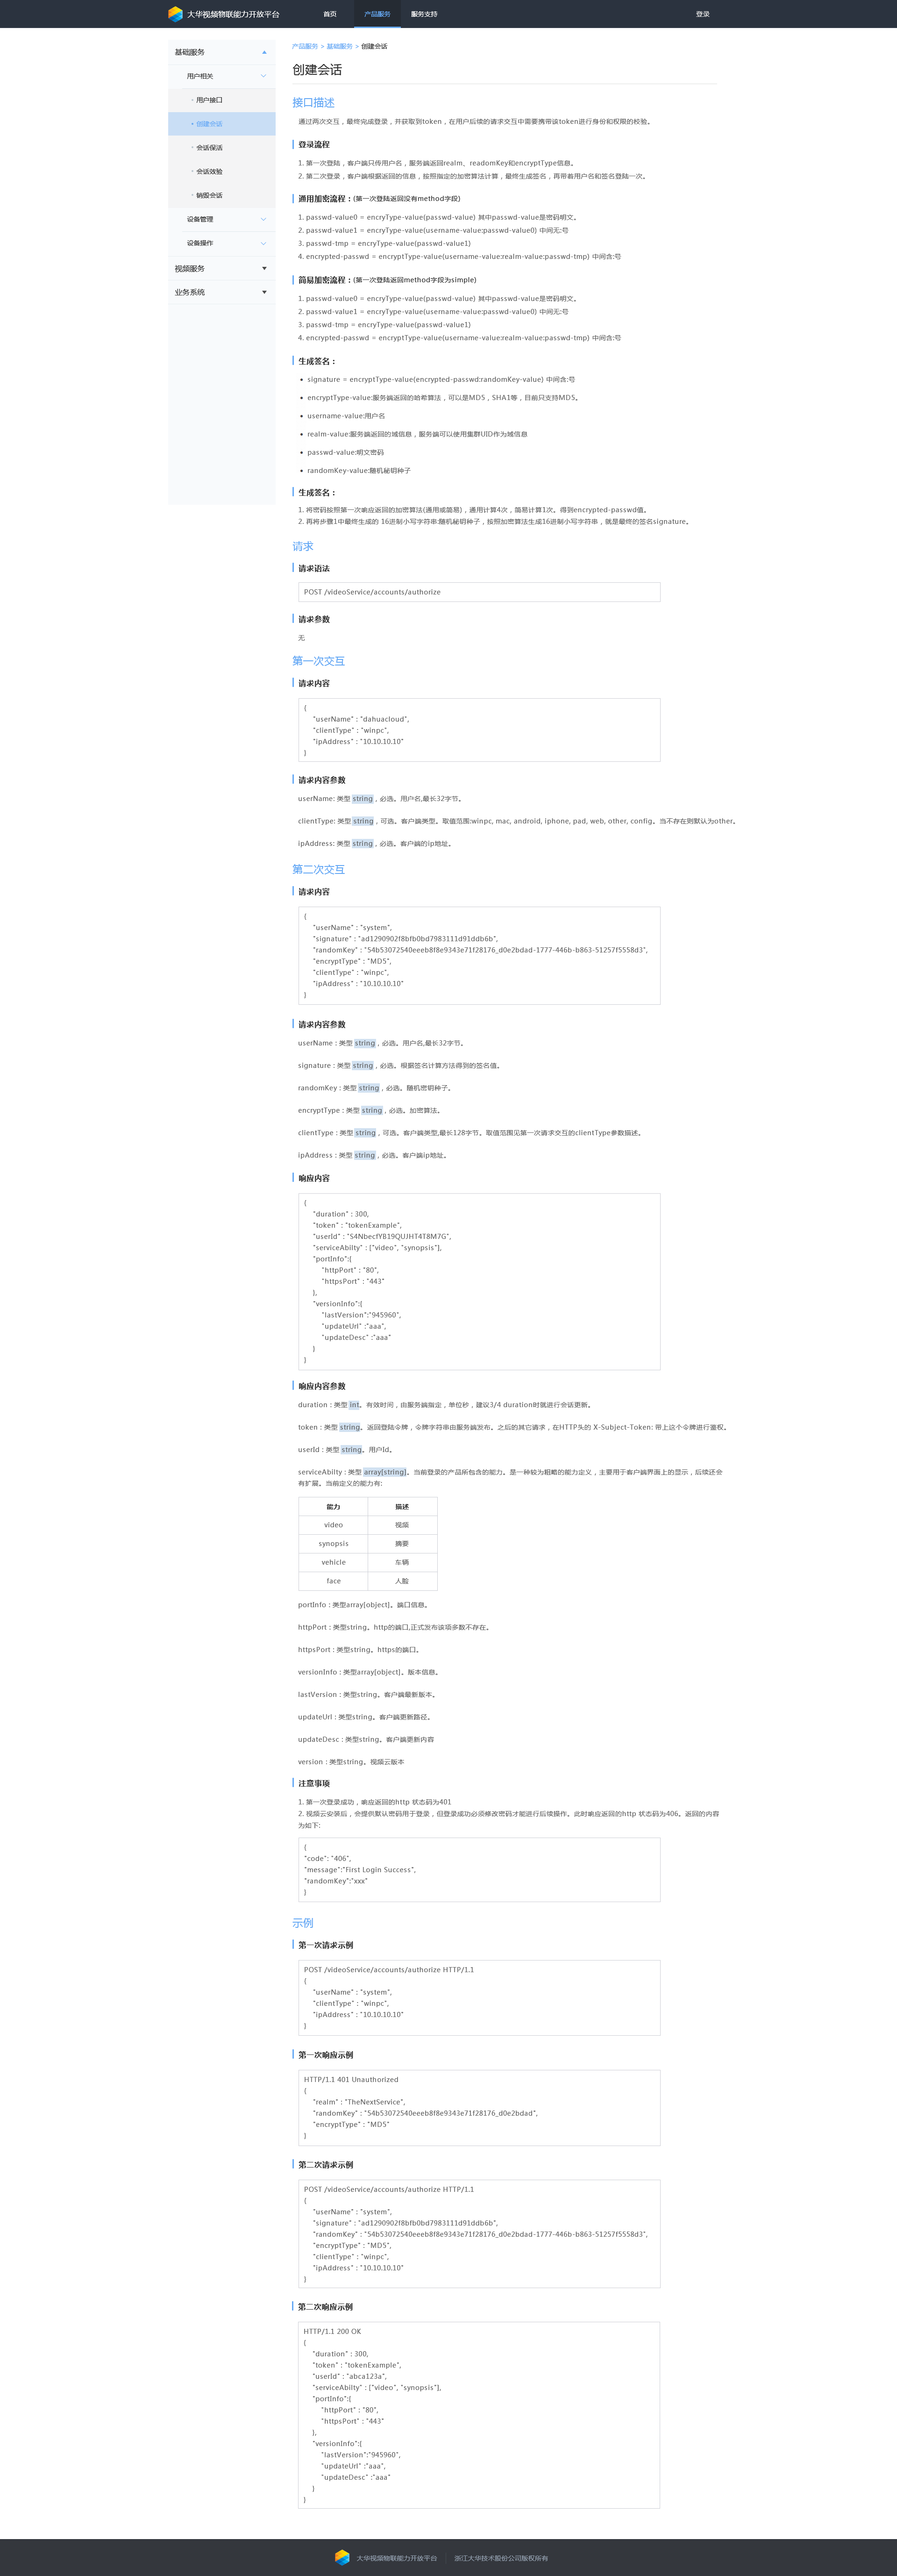 大华视频物联能力开放平台
首页
产品服务
服务支持
登录
基础服务
用户相关
用户接口
创建会话
会话保活
会话效验
销毁会话
设备管理
设备操作
视频服务
业务系统
产品服务 > 基础服务 > 创建会话
创建会话
接口描述
通过两次交互，最终完成登录，并获取到token，在用户后续的请求交互中需要携带该token进行身份和权限的校验。
登录流程
1. 第一次登陆，客户端只传用户名，服务端返回realm、readomKey和encryptType信息。
2. 第二次登录，客户端根据返回的信息，按照指定的加密算法计算，最终生成签名，再带着用户名和签名登陆一次。
通用加密流程：(第一次登陆返回没有method字段)
1. passwd-value0 = encryType-value(passwd-value) 其中passwd-value是密码明文。
2. passwd-value1 = encryType-value(username-value;passwd-value0) 中间无:号
3. passwd-tmp = encryType-value(passwd-value1)
4. encrypted-passwd = encryptType-value(username-value:realm-value:passwd-tmp) 中间含:号
简易加密流程：(第一次登陆返回method字段为simple)
1. passwd-value0 = encryType-value(passwd-value) 其中passwd-value是密码明文。
2. passwd-value1 = encryType-value(username-value;passwd-value0) 中间无:号
3. passwd-tmp = encryType-value(passwd-value1)
4. encrypted-passwd = encryptType-value(username-value:realm-value:passwd-tmp) 中间含:号
生成签名：
• signature = encryptType-value(encrypted-passwd:randomKey-value) 中间含:号
• encryptType-value:服务端返回的哈希算法，可以是MD5，SHA1等，目前只支持MD5。
• username-value:用户名
• realm-value:服务端返回的域信息，服务端可以使用集群UID作为域信息
• passwd-value:明文密码
• randomKey-value:随机秘钥种子
生成签名：
1. 将密码按照第一次响应返回的加密算法(通用或简易)，通用计算4次，简易计算1次。得到encrypted-passwd值。
2. 再将步骤1中最终生成的 16进制小写字符串:随机秘钥种子，按照加密算法生成16进制小写字符串，就是最终的签名signature。
请求
请求语法
POST /videoService/accounts/authorize
请求参数
无
第一次交互
请求内容
{
"userName" : "dahuacloud",
"clientType" : "winpc",
"ipAddress" : "10.10.10.10"
}
请求内容参数
userName: 类型 string，必选。用户名,最长32字节。
clientType: 类型 string，可选。客户端类型。取值范围:winpc, mac, android, iphone, pad, web, other, config。当不存在则默认为other。
ipAddress: 类型 string，必选。客户端的ip地址。
第二次交互
请求内容
{
"userName" : "system",
"signature" : "ad1290902f8bfb0bd7983111d91ddb6b",
"randomKey" : "54b53072540eeeb8f8e9343e71f28176_d0e2bdad-1777-446b-b863-51257f5558d3",
"encryptType" : "MD5",
"clientType" : "winpc",
"ipAddress" : "10.10.10.10"
}
请求内容参数
userName : 类型 string，必选。用户名,最长32字节。
signature : 类型 string，必选。根据签名计算方法得到的签名值。
randomKey : 类型 string，必选。随机密钥种子。
encryptType : 类型 string，必选。加密算法。
clientType : 类型 string，可选。客户端类型,最长128字节。取值范围见第一次请求交互的clientType参数描述。
ipAddress : 类型 string，必选。客户端ip地址。
响应内容
{
"duration" : 300,
"token" : "tokenExample",
"userId" : "S4NbecfYB19QUJHT4T8M7G",
"serviceAbilty" : ["video", "synopsis"],
"portInfo":{
"httpPort" : "80",
"httpsPort" : "443"
},
"versionInfo":{
"lastVersion":"945960",
"updateUrl" :"aaa",
"updateDesc" :"aaa"
}
}
响应内容参数
duration : 类型 int。有效时间，由服务端指定，单位秒，建议3/4 duration时就进行会话更新。
token : 类型 string。返回登陆令牌，令牌字符串由服务端发布。之后的其它请求，在HTTP头的 X-Subject-Token: 带上这个令牌进行鉴权。
userId : 类型 string。用户Id。
serviceAbilty : 类型 array[string]。当前登录的产品所包含的能力。是一种较为粗略的能力定义，主要用于客户端界面上的显示，后续还会
有扩展。当前定义的能力有:
能力 描述
video 视频
synopsis 摘要
vehicle 车辆
face 人脸
portInfo : 类型array[object]。端口信息。
httpPort : 类型string。http的端口,正式发布该项多数不存在。
httpsPort : 类型string。https的端口。
versionInfo : 类型array[object]。版本信息。
lastVersion : 类型string。客户端最新版本。
updateUrl : 类型string。客户端更新路径。
updateDesc : 类型string。客户端更新内容
version : 类型string。视频云版本
注意事项
1. 第一次登录成功，响应返回的http 状态码为401
2. 视频云安装后，会提供默认密码用于登录，但登录成功必须修改密码才能进行后续操作。此时响应返回的http 状态码为406。返回的内容
为如下:
{
"code": "406",
"message":"First Login Success",
"randomKey":"xxx"
}
示例
第一次请求示例
POST /videoService/accounts/authorize HTTP/1.1
{
"userName" : "system",
"clientType" : "winpc",
"ipAddress" : "10.10.10.10"
}
第一次响应示例
HTTP/1.1 401 Unauthorized
{
"realm" : "TheNextService",
"randomKey" : "54b53072540eeeb8f8e9343e71f28176_d0e2bdad",
"encryptType" : "MD5"
}
第二次请求示例
POST /videoService/accounts/authorize HTTP/1.1
{
"userName" : "system",
"signature" : "ad1290902f8bfb0bd7983111d91ddb6b",
"randomKey" : "54b53072540eeeb8f8e9343e71f28176_d0e2bdad-1777-446b-b863-51257f5558d3",
"encryptType" : "MD5",
"clientType" : "winpc",
"ipAddress" : "10.10.10.10"
}
第二次响应示例
HTTP/1.1 200 OK
{
"duration" : 300,
"token" : "tokenExample",
"userId" : "abca123a",
"serviceAbilty" : ["video", "synopsis"],
"portInfo":{
"httpPort" : "80",
"httpsPort" : "443"
},
"versionInfo":{
"lastVersion":"945960",
"updateUrl" :"aaa",
"updateDesc" :"aaa"
}
}
大华视频物联能力开放平台
浙江大华技术股份公司版权所有